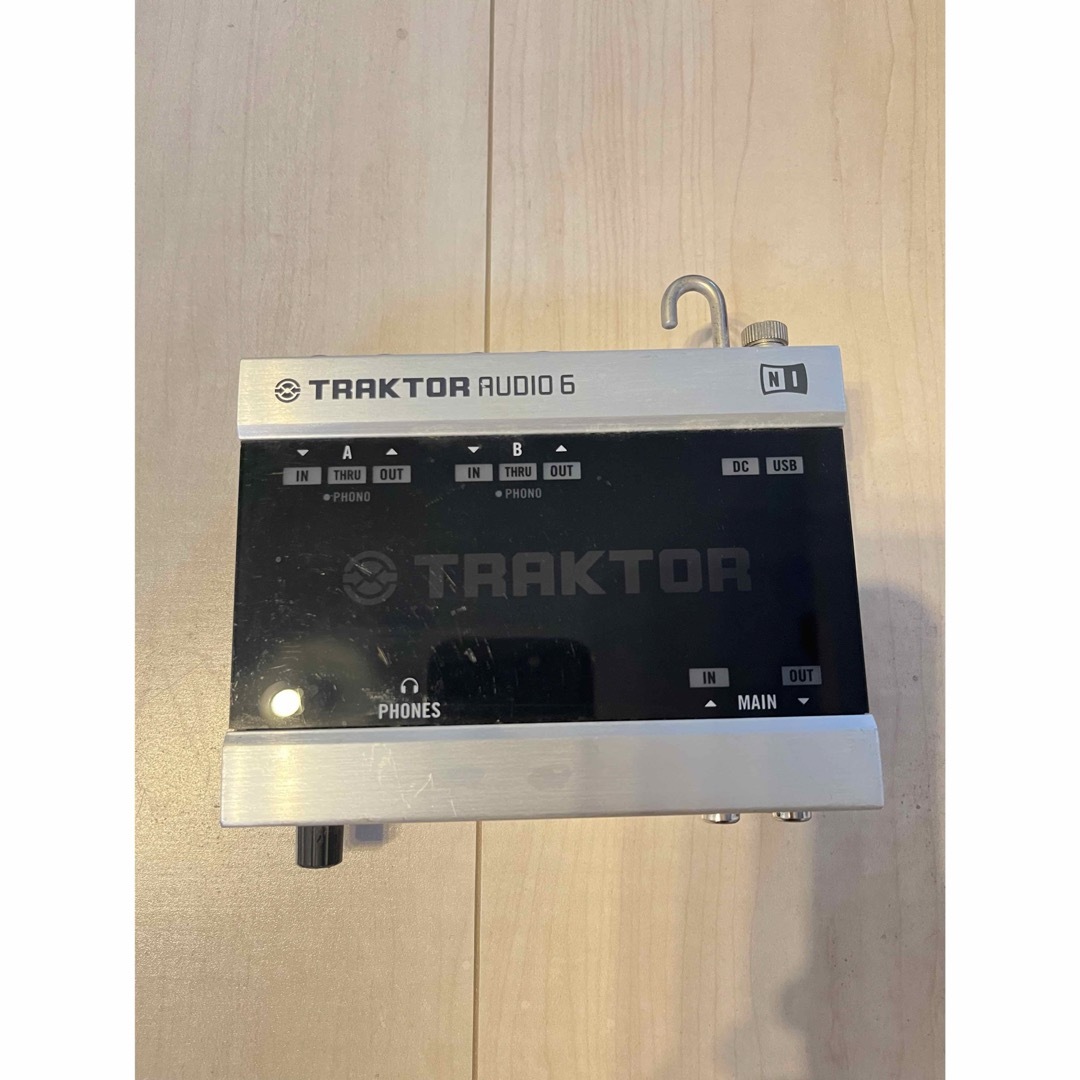 TRAKTOR AUDIO 6
NI
A B
IN THRU OUT IN THRU OUT DC USB
PHONO PHONO
TRAKTOR
IN OUT
PHONES MAIN